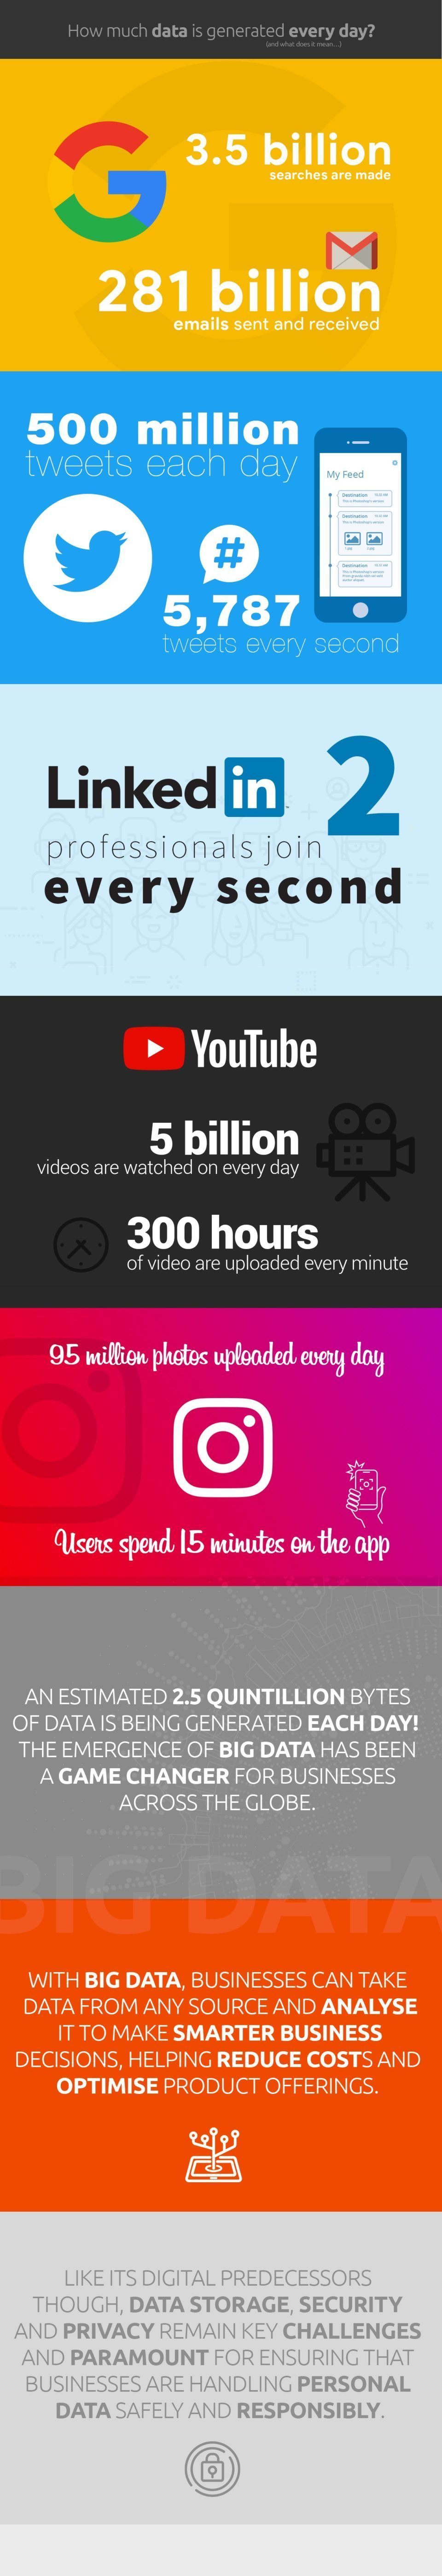 How much data is generated every day?
(and what does it mean...)
3.5 billion
searches are made
281 billion
emails sent and received
500 million
tweets each day
My Feed
Destination
Destination
Destination
#
5,787
tweets every second
Linked in
2
professionals join
every second
YouTube
5 billion
videos are watched on every day
300 hours
of video are uploaded every minute
95 million photos uploaded every day
Users spend 15 minutes on the app
AN ESTIMATED 2.5 QUINTILLION BYTES
OF DATA IS BEING GENERATED EACH DAY!
THE EMERGENCE OF BIG DATA HAS BEEN
A GAME CHANGER FOR BUSINESSES
ACROSS THE GLOBE.
BIG DATA
WITH BIG DATA, BUSINESSES CAN TAKE
DATA FROM ANY SOURCE AND ANALYSE
IT TO MAKE SMARTER BUSINESS
DECISIONS, HELPING REDUCE COSTS AND
OPTIMISE PRODUCT OFFERINGS.
LIKE ITS DIGITAL PREDECESSORS
THOUGH, DATA STORAGE, SECURITY
AND PRIVACY REMAIN KEY CHALLENGES
AND PARAMOUNT FOR ENSURING THAT
BUSINESSES ARE HANDLING PERSONAL
DATA SAFELY AND RESPONSIBLY.